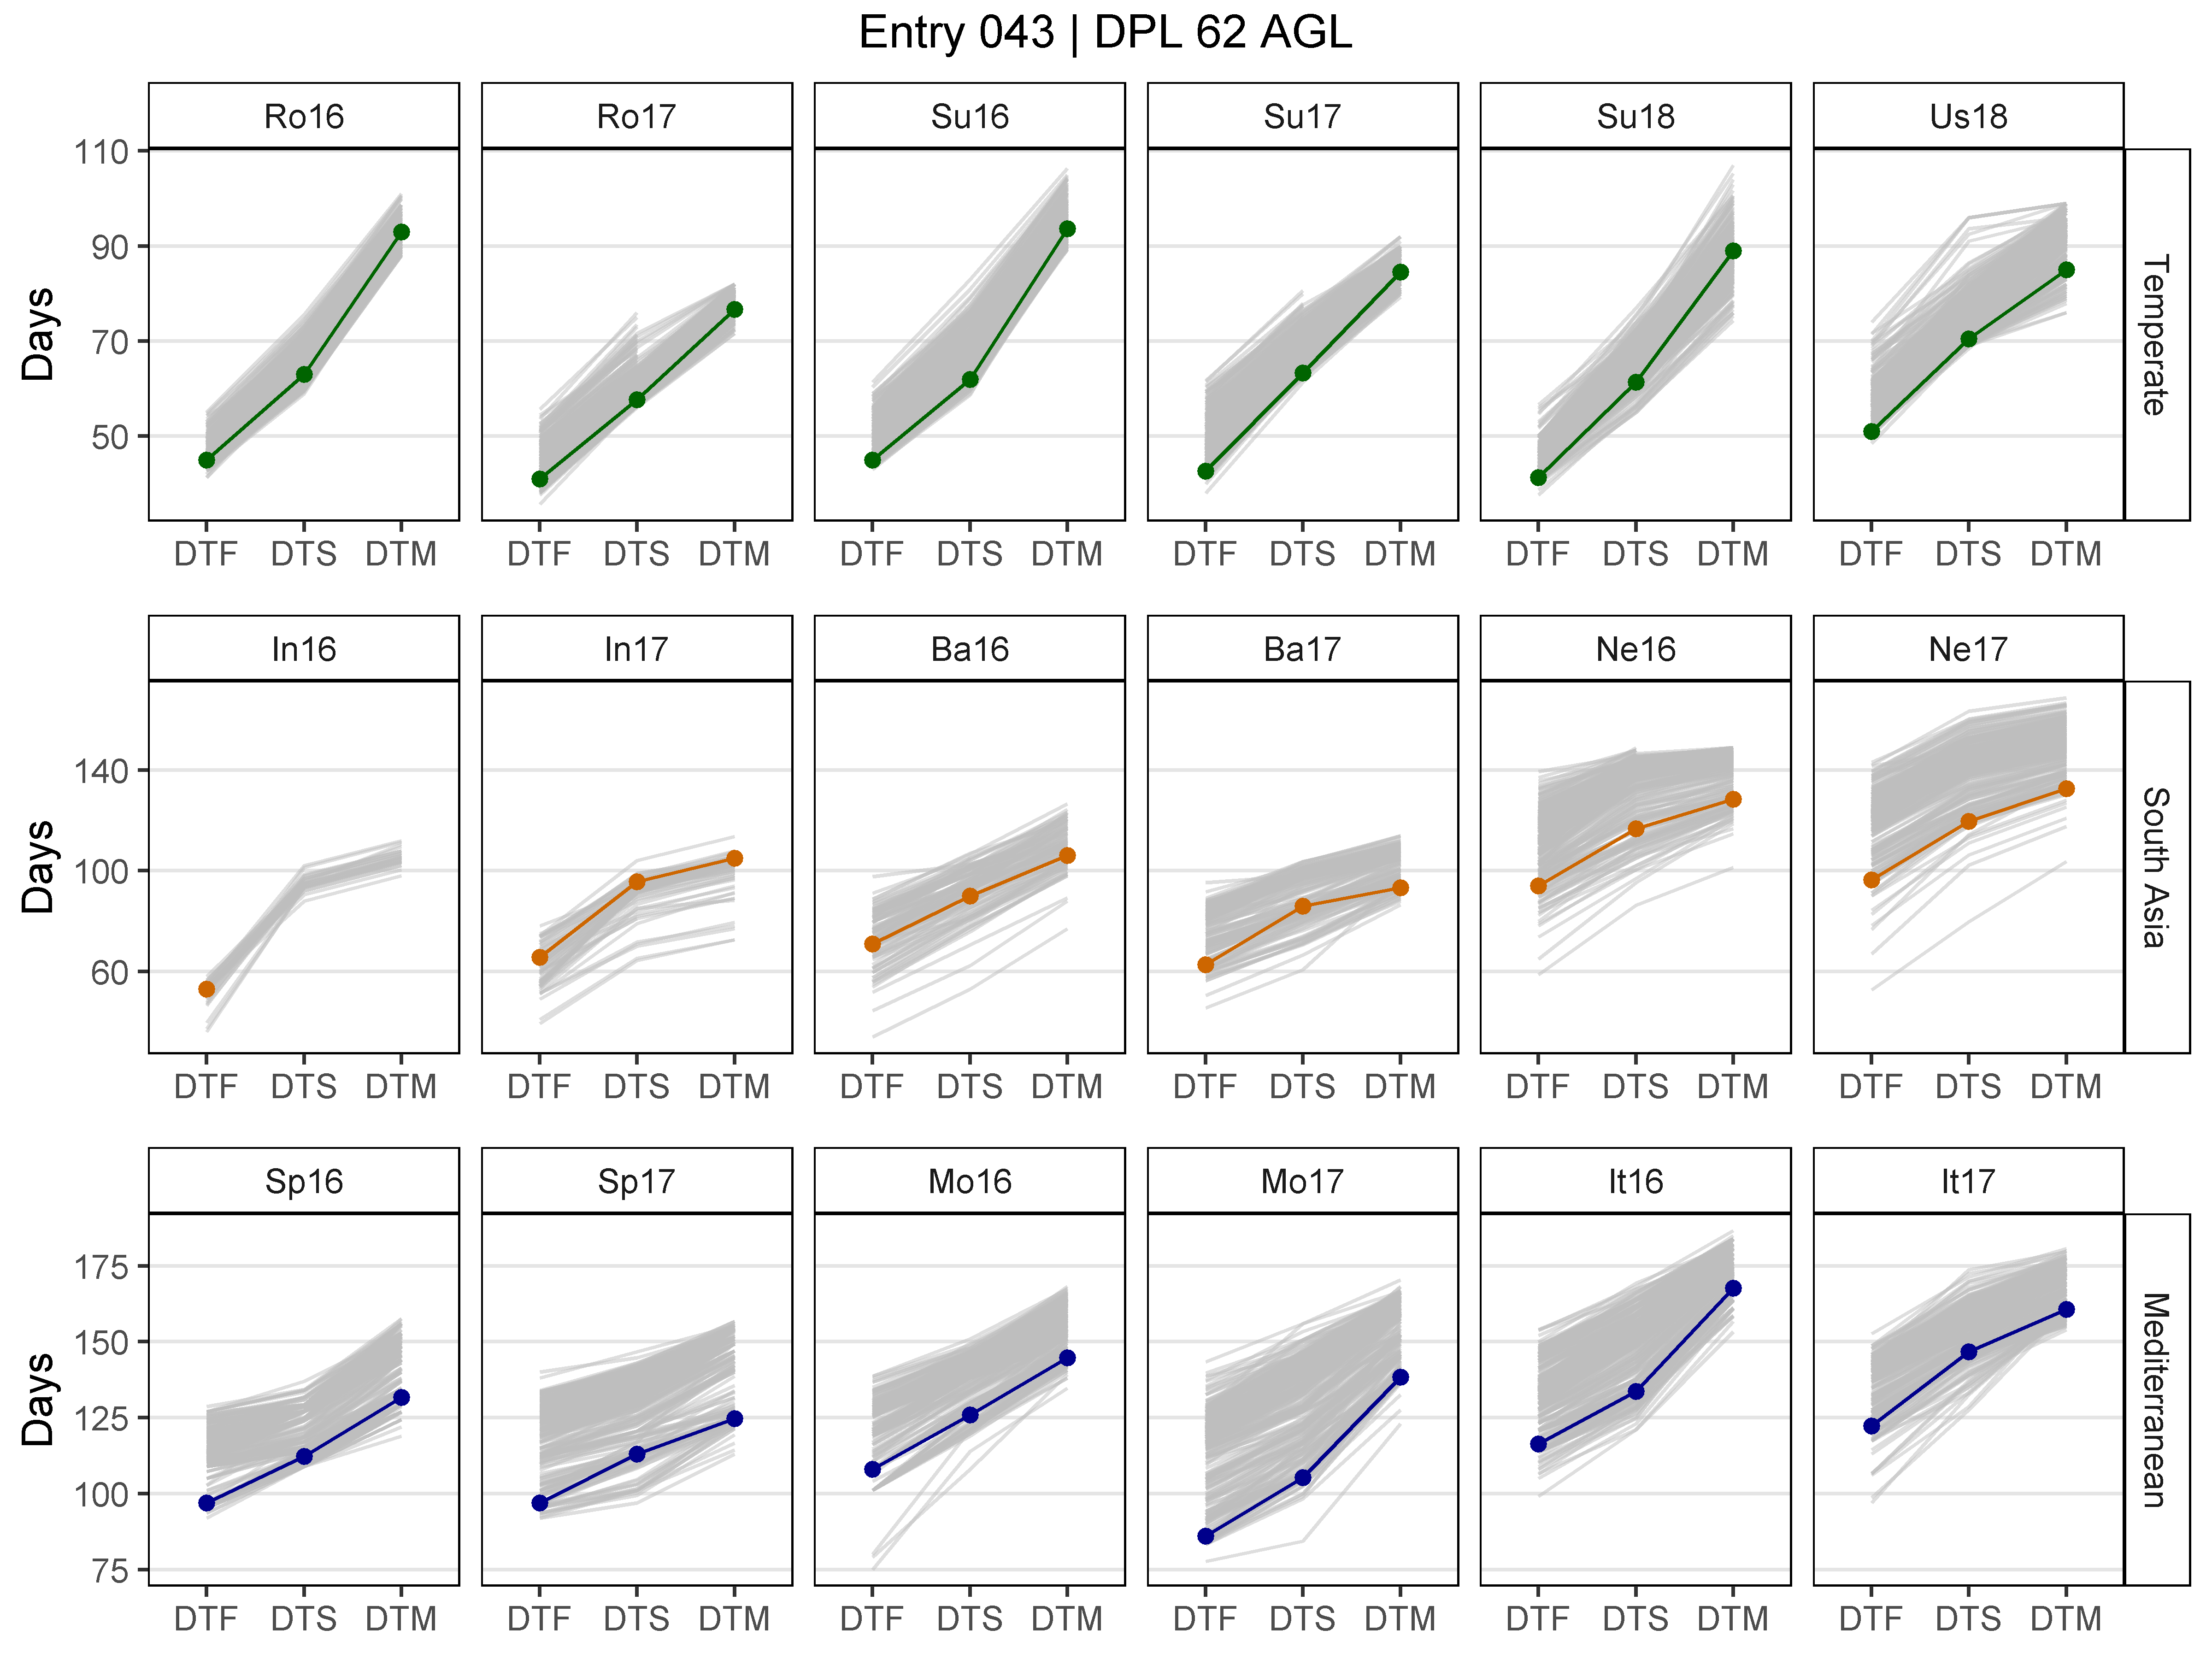 Entry 043 | DPL 62 AGL
Ro16 Ro17 Su16 Su17 Su18 Us18
110
90
70
50
Days
Temperate
DTF DTS DTM DTF DTS DTM DTF DTS DTM DTF DTS DTM DTF DTS DTM DTF DTS DTM
In16 In17 Ba16 Ba17 Ne16 Ne17
140
100
60
Days
South Asia
DTF DTS DTM DTF DTS DTM DTF DTS DTM DTF DTS DTM DTF DTS DTM DTF DTS DTM
Sp16 Sp17 Mo16 Mo17 It16 It17
175
150
125
100
75
Days
Mediterranean
DTF DTS DTM DTF DTS DTM DTF DTS DTM DTF DTS DTM DTF DTS DTM DTF DTS DTM